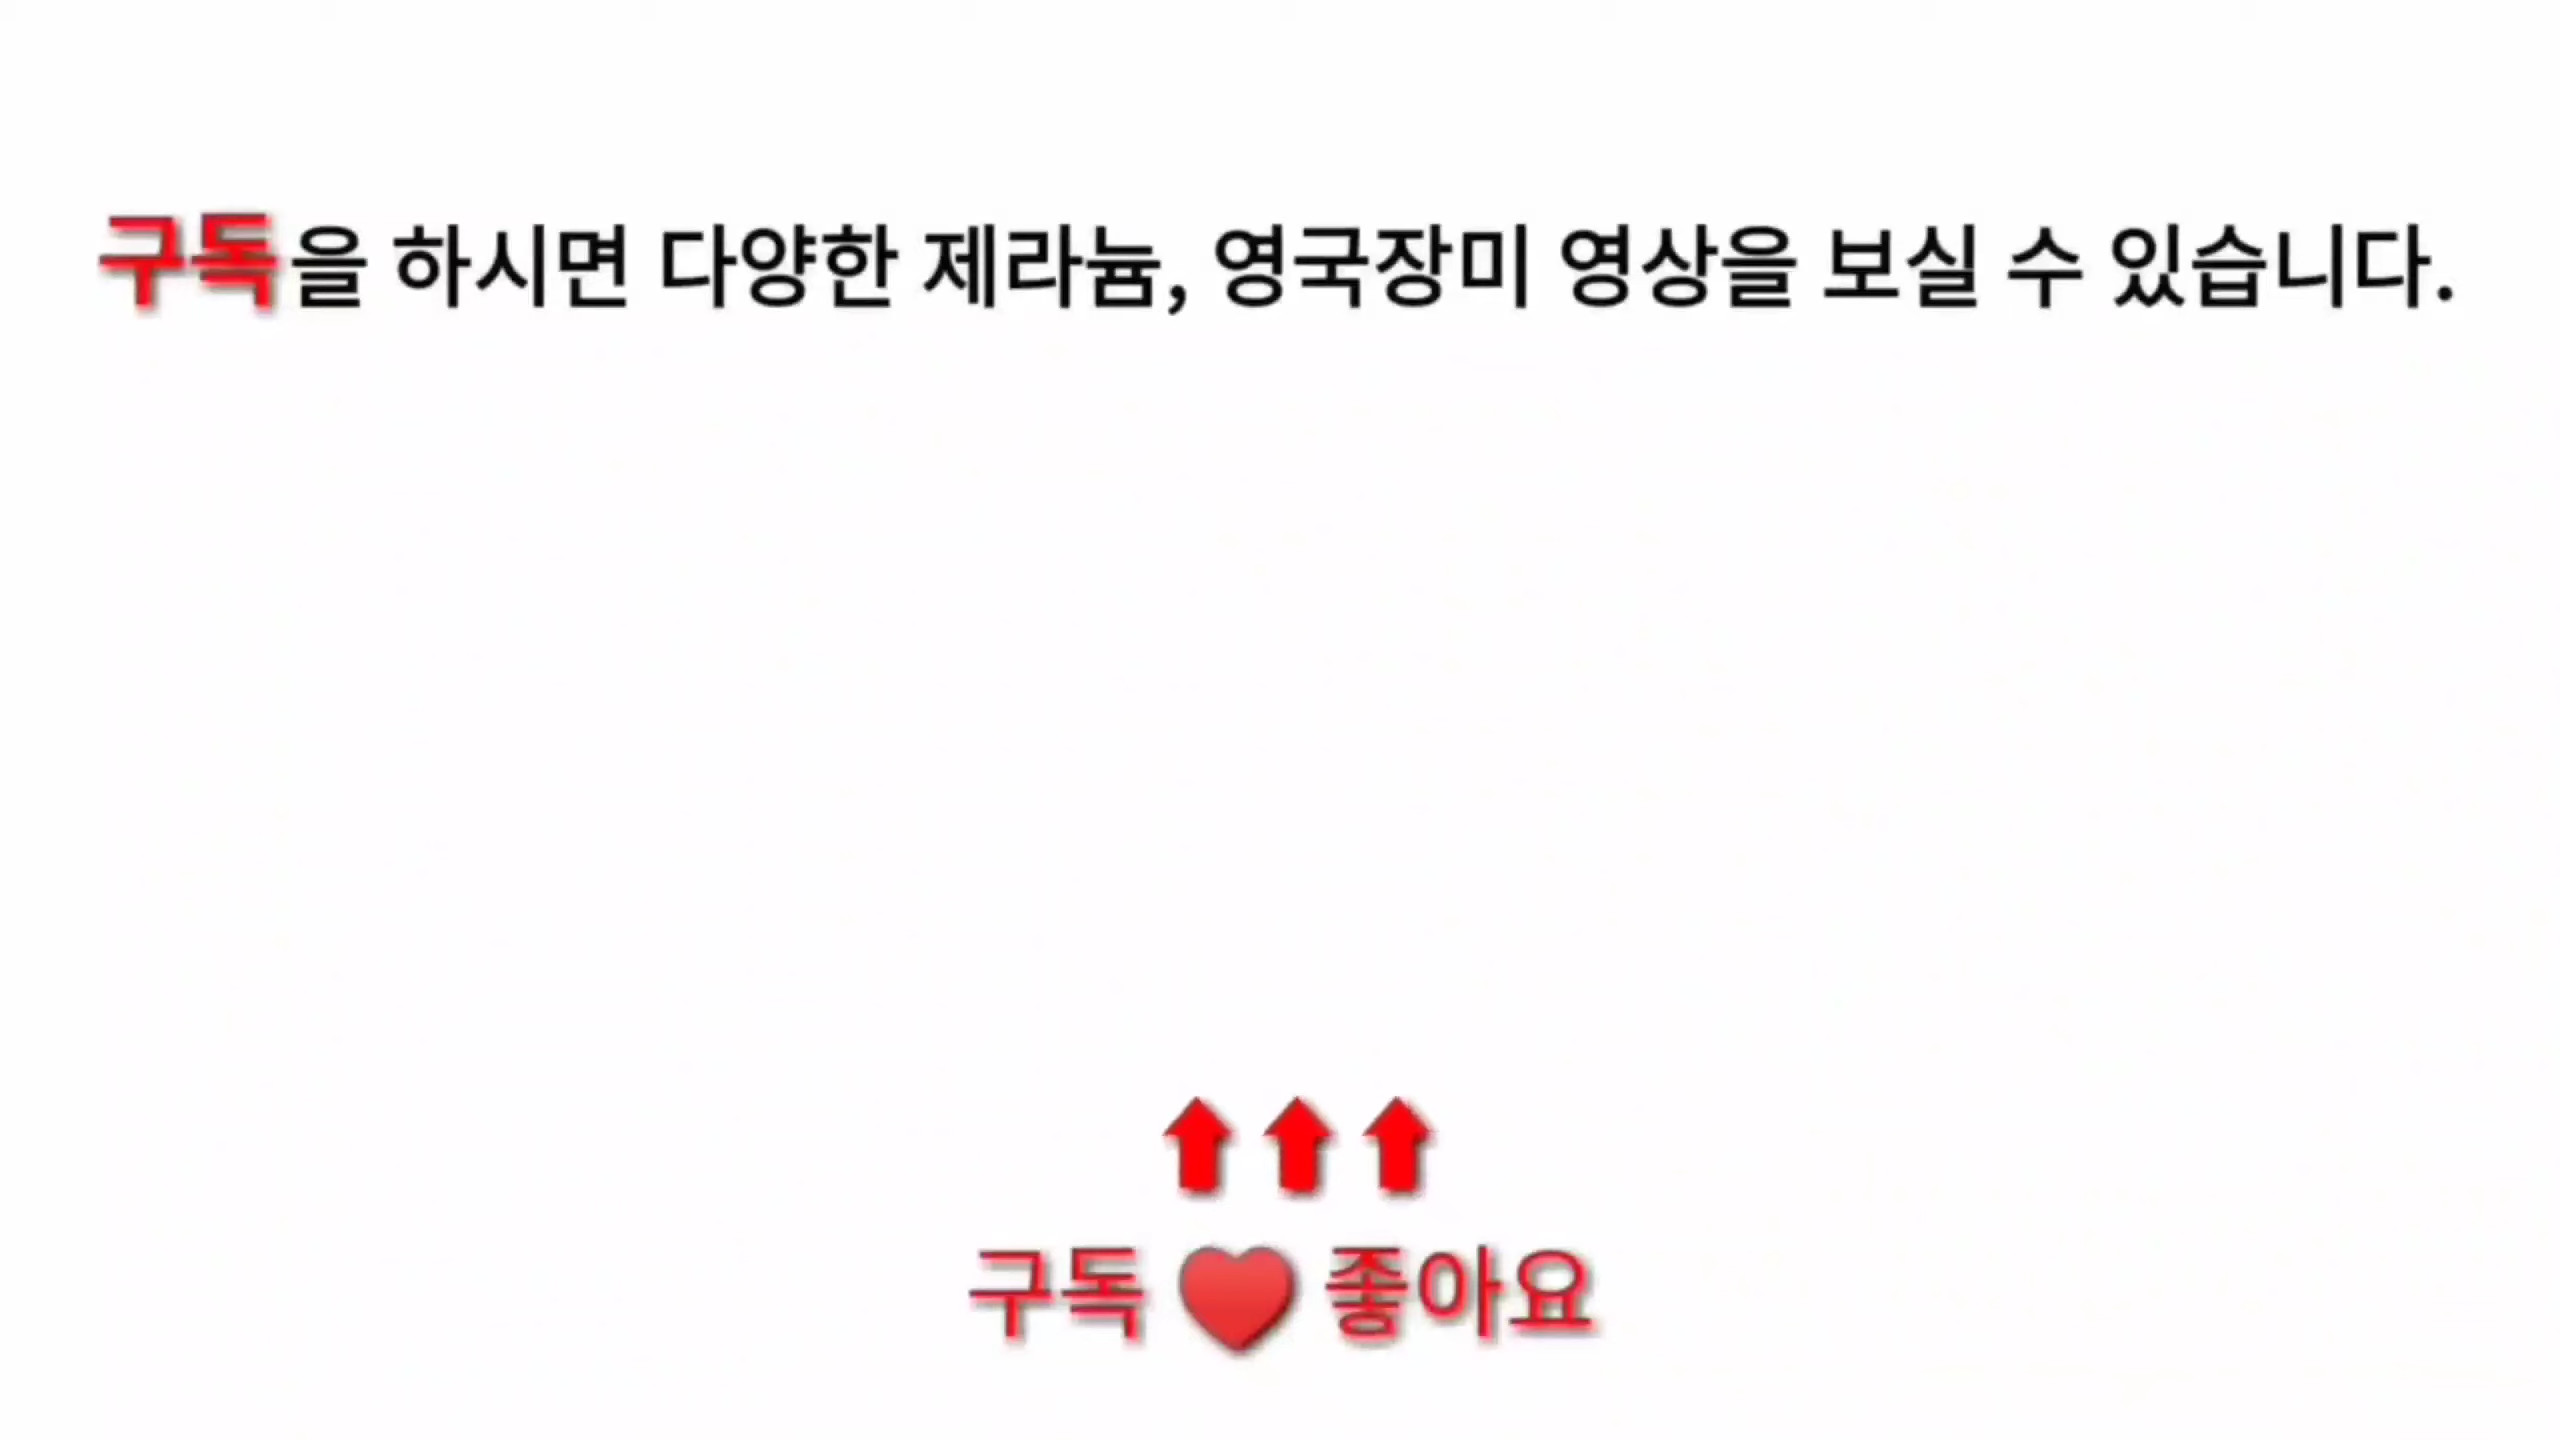 구독을 하시면 다양한 제라늄, 영국장미 영상을 보실 수 있습니다.
구독 ♥ 좋아요